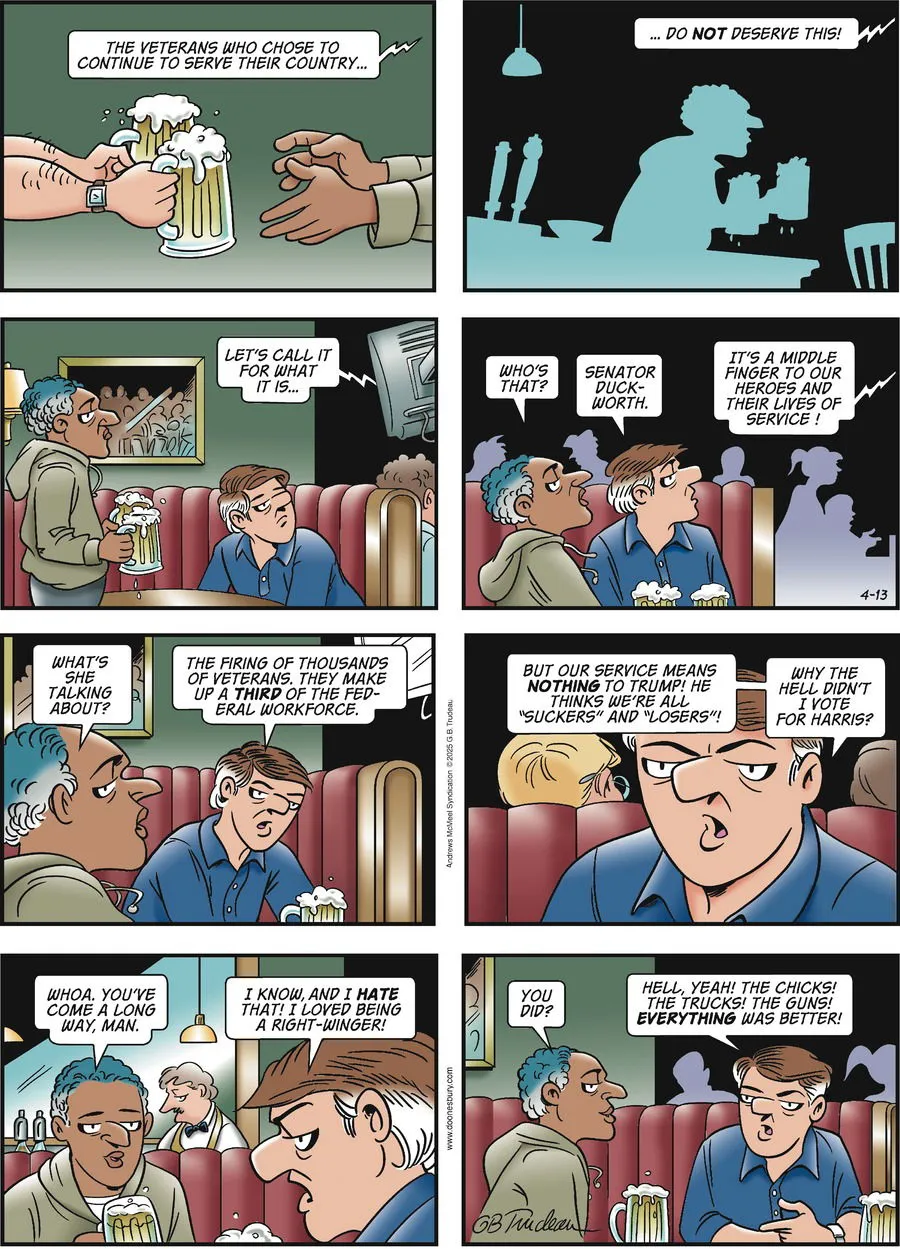 THE VETERANS WHO CHOSE TO
CONTINUE TO SERVE THEIR COUNTRY...
... DO NOT DESERVE THIS!
LET'S CALL IT
FOR WHAT
IT IS...
WHO'S
THAT?
SENATOR
DUCK-
WORTH.
IT'S A MIDDLE
FINGER TO OUR
HEROES AND
THEIR LIVES OF
SERVICE !
4-13
WHAT'S
SHE
TALKING
ABOUT?
THE FIRING OF THOUSANDS
OF VETERANS. THEY MAKE
UP A THIRD OF THE FED-
ERAL WORKFORCE.
Andrews McMeel Syndication ©2025 G.B. Trudeau.
BUT OUR SERVICE MEANS
NOTHING TO TRUMP! HE
THINKS WE'RE ALL
"SUCKERS" AND "LOSERS"!
WHY THE
HELL DIDN'T
I VOTE
FOR HARRIS?
WHOA. YOU'VE
COME A LONG
WAY, MAN.
I KNOW, AND I HATE
THAT! I LOVED BEING
A RIGHT-WINGER!
www.doonesbury.com
YOU
DID?
HELL, YEAH! THE CHICKS!
THE TRUCKS! THE GUNS!
EVERYTHING WAS BETTER!
GB Trudeau